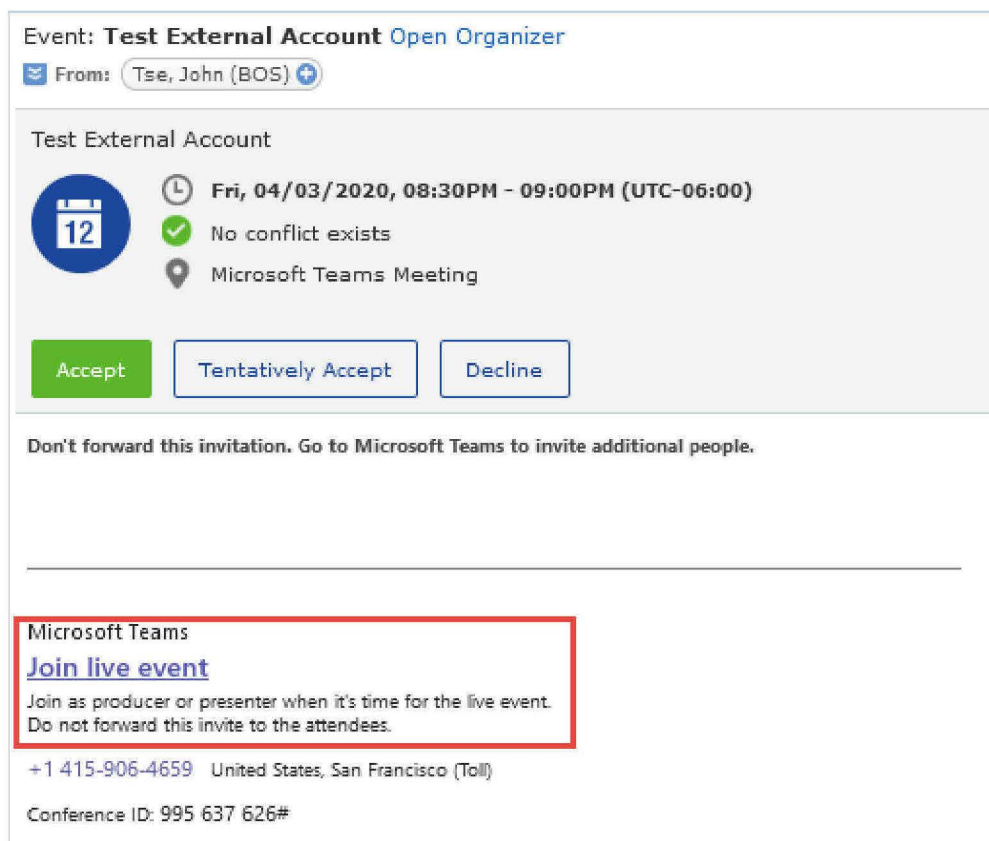 Event: Test External Account Open Organizer
From: Tse, John (BOS)
Test External Account
12
Fri, 04/03/2020, 08:30PM - 09:00PM (UTC-06:00)
No conflict exists
Microsoft Teams Meeting
Accept Tentatively Accept Decline
Don't forward this invitation. Go to Microsoft Teams to invite additional people.
Microsoft Teams
Join live event
Join as producer or presenter when it's time for the live event.
Do not forward this invite to the attendees.
+1 415-906-4659 United States, San Francisco (Toll)
Conference ID: 995 637 626#